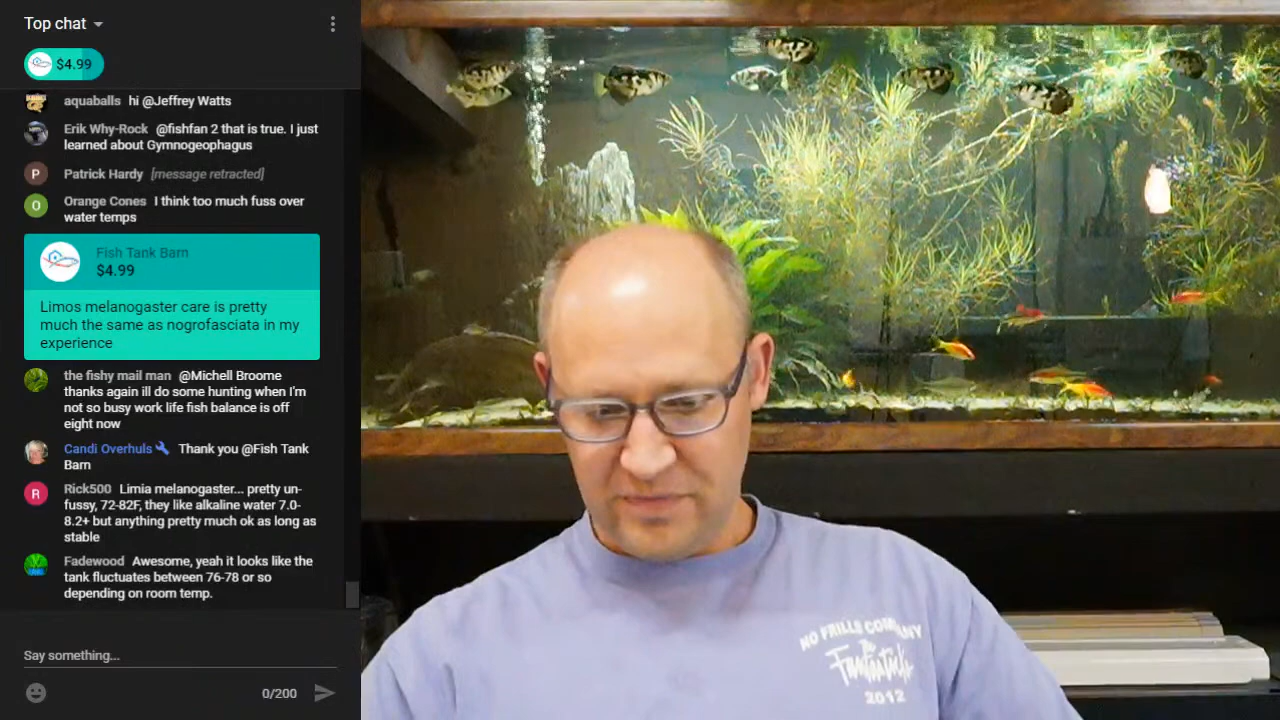 Top chat
$4.99
aquaballs hi @Jeffrey Watts
Erik Why-Rock @fishfan 2 that is true. I just
learned about Gymnogeophagus
P Patrick Hardy [message retracted]
O Orange Cones I think too much fuss over
water temps
Fish Tank Barn
$4.99
Limos melanogaster care is pretty
much the same as nogrofasciata in my
experience
the fishy mail man @Michell Broome
thanks again ill do some hunting when I'm
not so busy work life fish balance is off
eight now
Candi Overhuls Thank you @Fish Tank
Barn
R Rick500 Limia melanogaster... pretty un-
fussy, 72-82F, they like alkaline water 7.0-
8.2+ but anything pretty much ok as long as
stable
Fadewood Awesome, yeah it looks like the
tank fluctuates between 76-78 or so
depending on room temp.
Say something...
0/200
NO FRILLS COMPANY
The
Fantasticks
2012